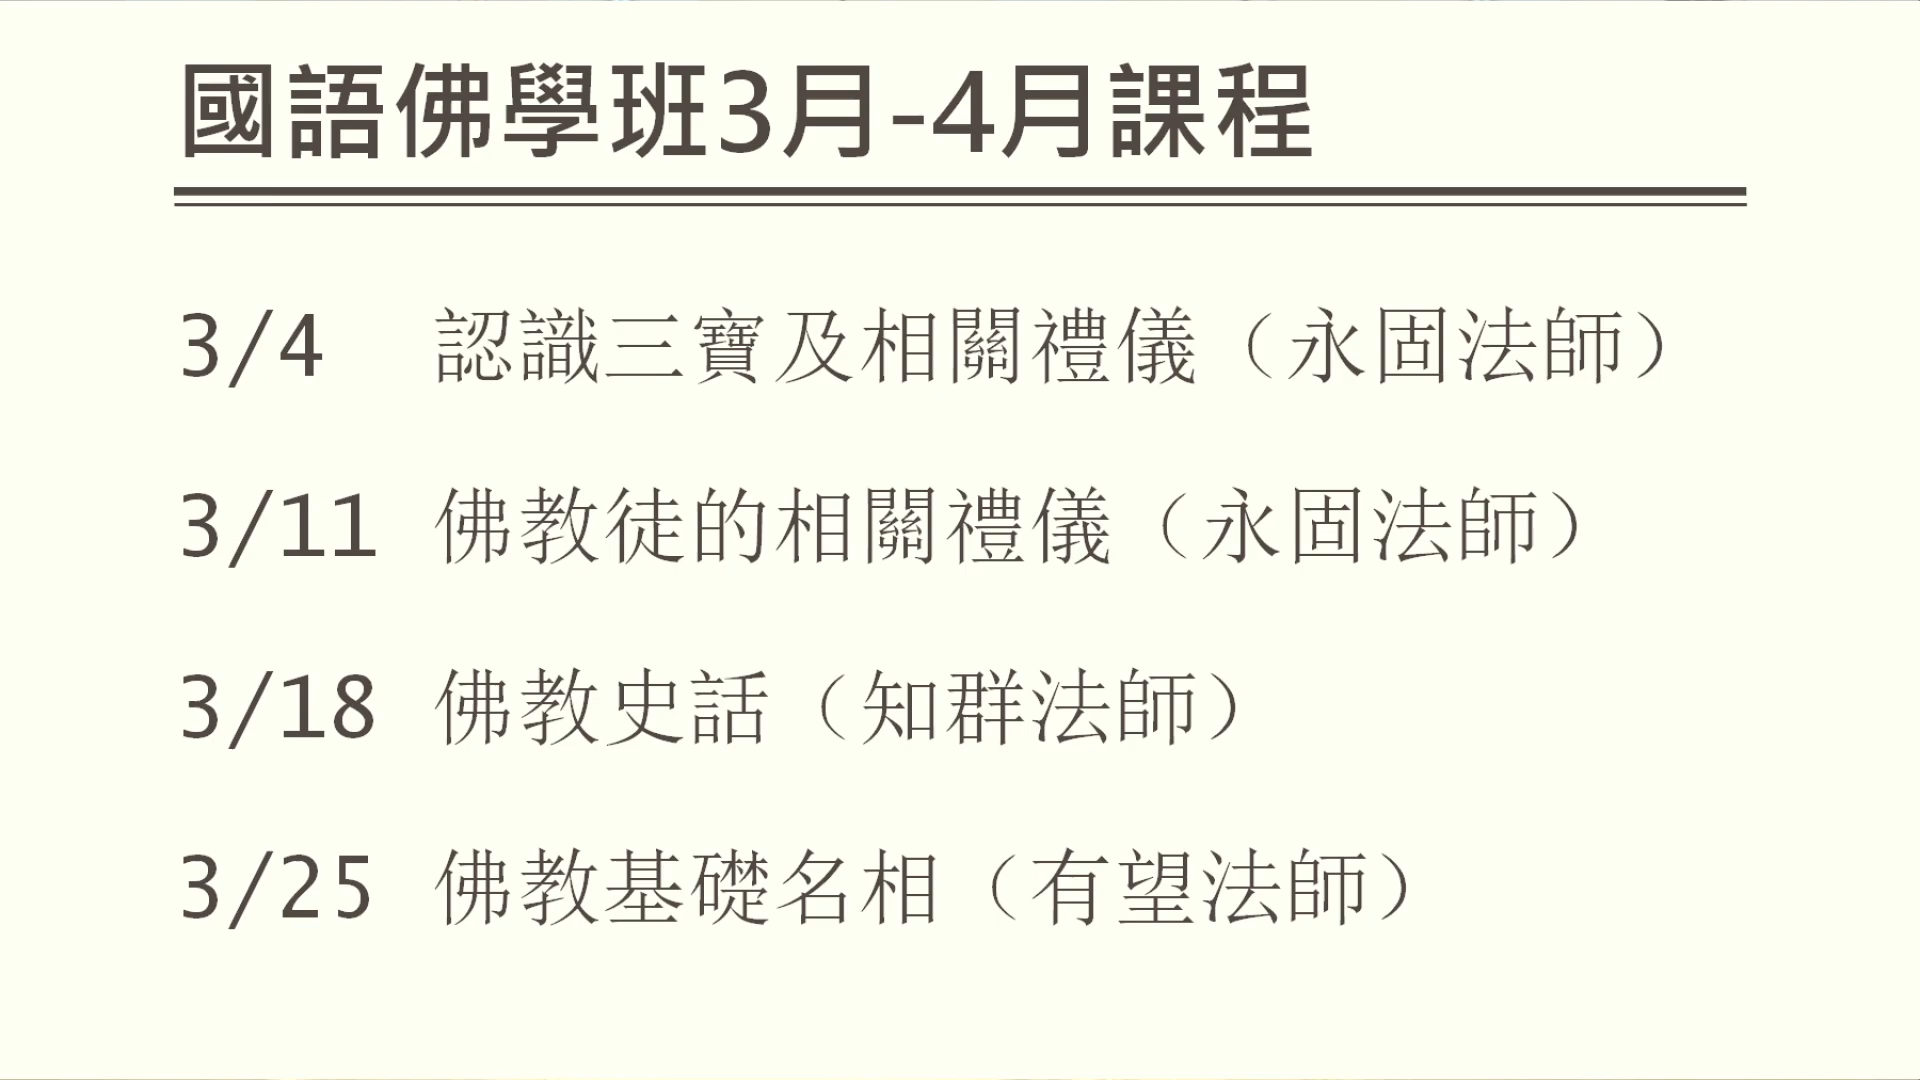 國語佛學班3月-4月課程
3/4 認識三寶及相關禮儀（永固法師）
3/11 佛教徒的相關禮儀（永固法師）
3/18 佛教史話（知群法師）
3/25 佛教基礎名相（有望法師）